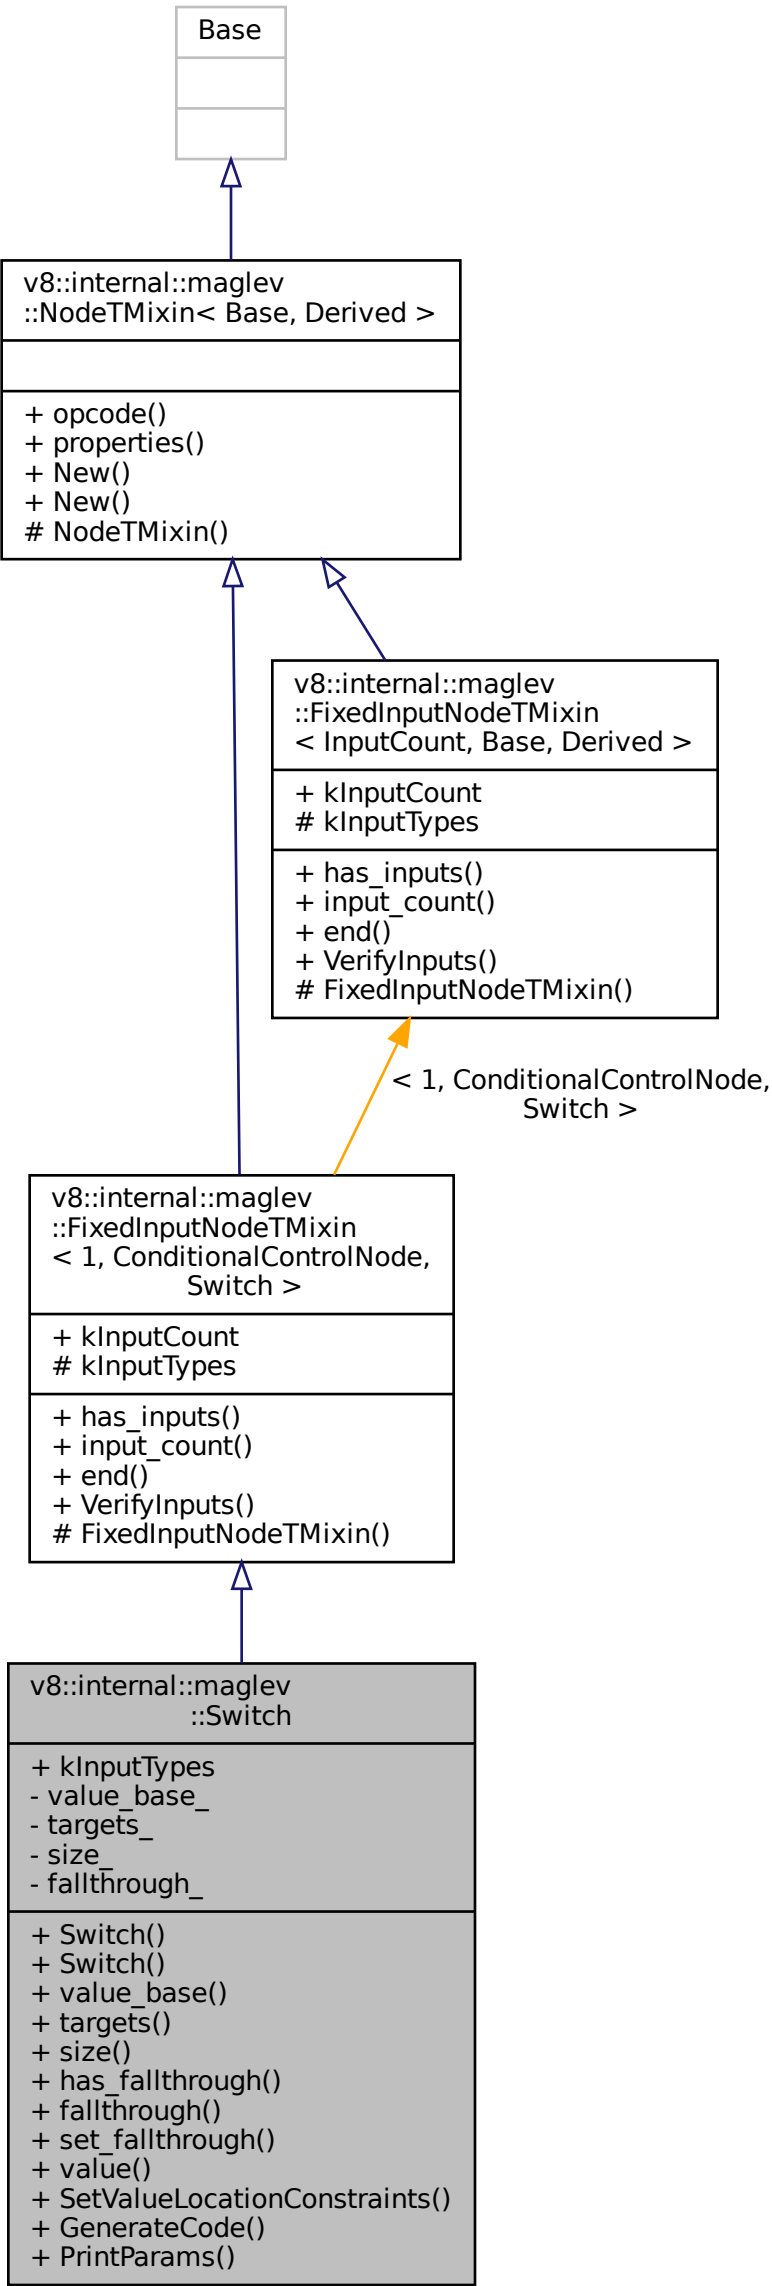 Base
v8::internal::maglev
::NodeTMixin< Base, Derived >
+ opcode()
+ properties()
+ New()
+ New()
# NodeTMixin()
v8::internal::maglev
::FixedInputNodeTMixin
< InputCount, Base, Derived >
+ kInputCount
# kInputTypes
+ has_inputs()
+ input_count()
+ end()
+ VerifyInputs()
# FixedInputNodeTMixin()
< 1, ConditionalControlNode,
Switch >
v8::internal::maglev
::FixedInputNodeTMixin
< 1, ConditionalControlNode,
Switch >
+ kInputCount
# kInputTypes
+ has_inputs()
+ input_count()
+ end()
+ VerifyInputs()
# FixedInputNodeTMixin()
v8::internal::maglev
::Switch
+ kInputTypes
- value_base_
- targets_
- size_
- fallthrough_
+ Switch()
+ Switch()
+ value_base()
+ targets()
+ size()
+ has_fallthrough()
+ fallthrough()
+ set_fallthrough()
+ value()
+ SetValueLocationConstraints()
+ GenerateCode()
+ PrintParams()